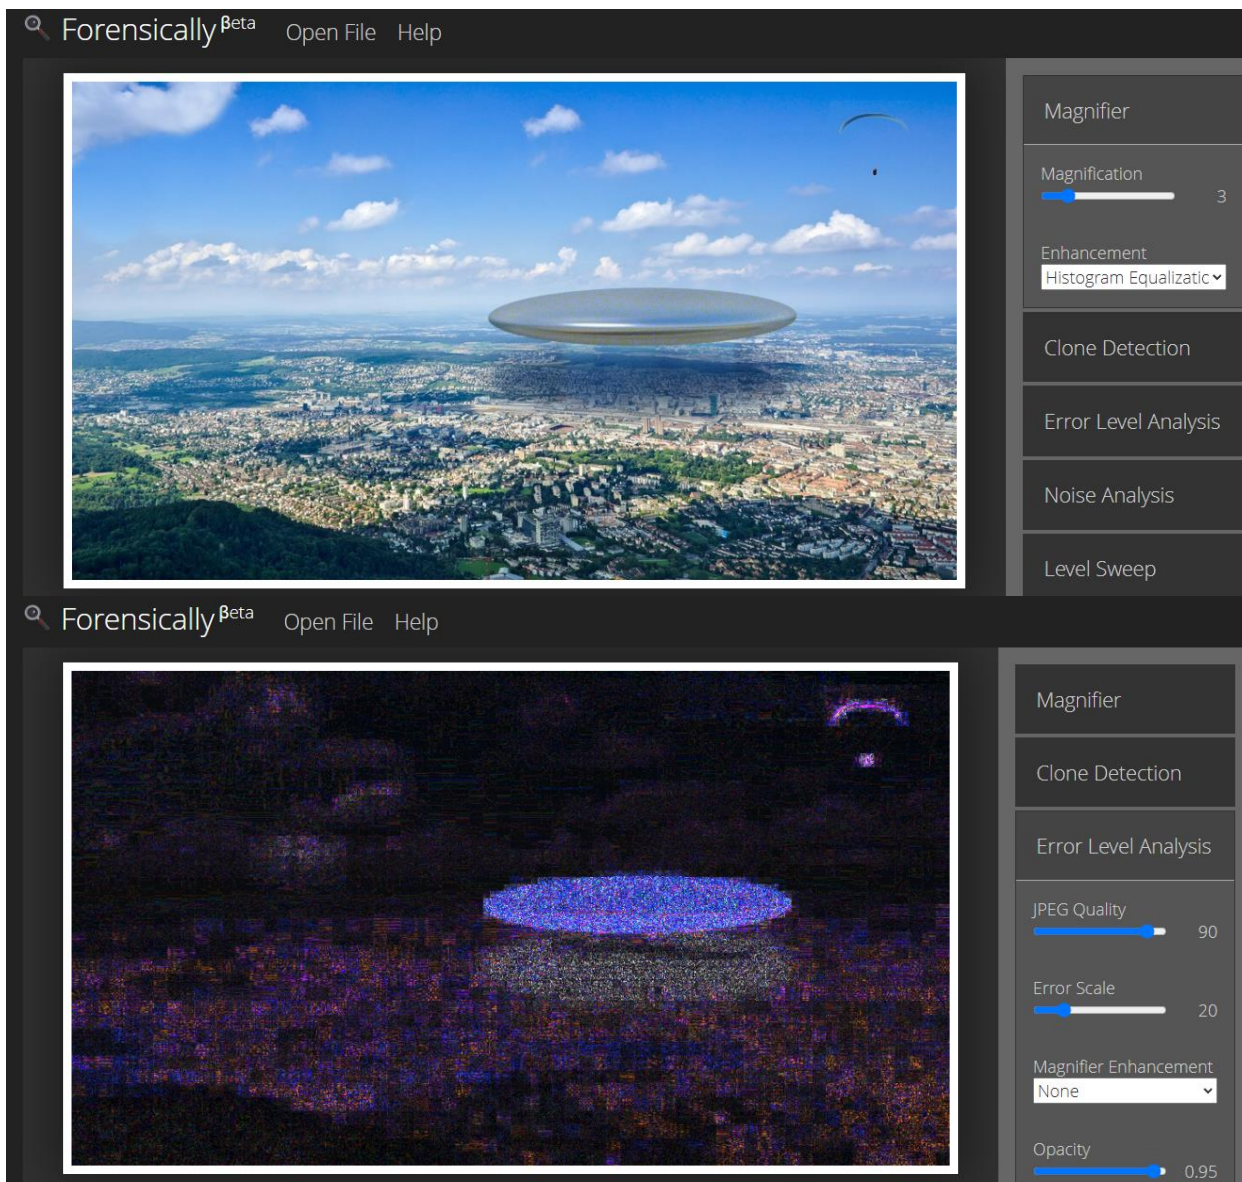 Forensically βeta Open File Help
Magnifier
Magnification
3
Enhancement
Histogram Equalizatic
Clone Detection
Error Level Analysis
Noise Analysis
Level Sweep
Forensically βeta Open File Help
Magnifier
Clone Detection
Error Level Analysis
JPEG Quality
90
Error Scale
20
Magnifier Enhancement
None
Opacity
0.95